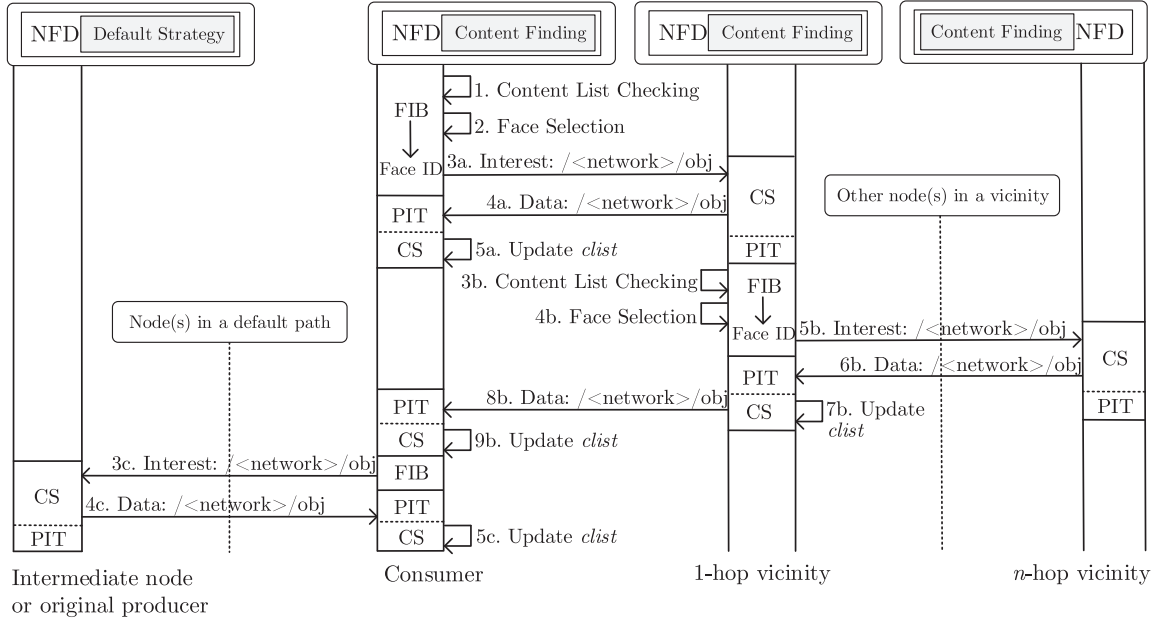 NFD Default Strategy
NFD Content Finding
NFD Content Finding
Content Finding NFD
1. Content List Checking
FIB
2. Face Selection
Face ID
3a. Interest: /<network>/obj
CS
Other node(s) in a vicinity
4a. Data: /<network>/obj
PIT
CS
5a. Update clist
PIT
3b. Content List Checking
FIB
4b. Face Selection
Face ID
Node(s) in a default path
5b. Interest: /<network>/obj
CS
6b. Data: /<network>/obj
PIT
PIT
8b. Data: /<network>/obj
PIT
CS
7b. Update
clist
CS
9b. Update clist
3c. Interest: /<network>/obj
FIB
CS
4c. Data: /<network>/obj
PIT
PIT
CS
5c. Update clist
Intermediate node
or original producer
Consumer
1-hop vicinity
n-hop vicinity